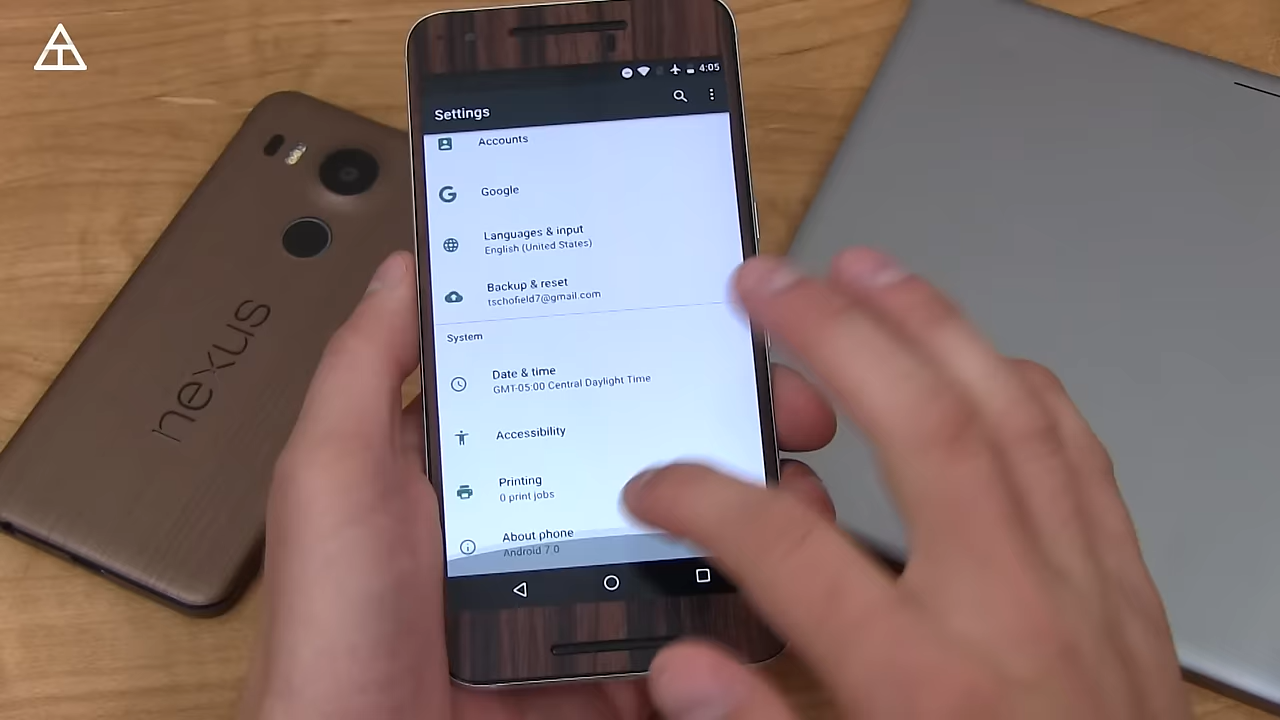 4:05
Settings
Accounts
Google
Languages & input
English (United States)
Backup & reset
tschofield7@gmail.com
System
Date & time
GMT-05:00 Central Daylight Time
Accessibility
Printing
0 print jobs
About phone
Android 7.0
nexus